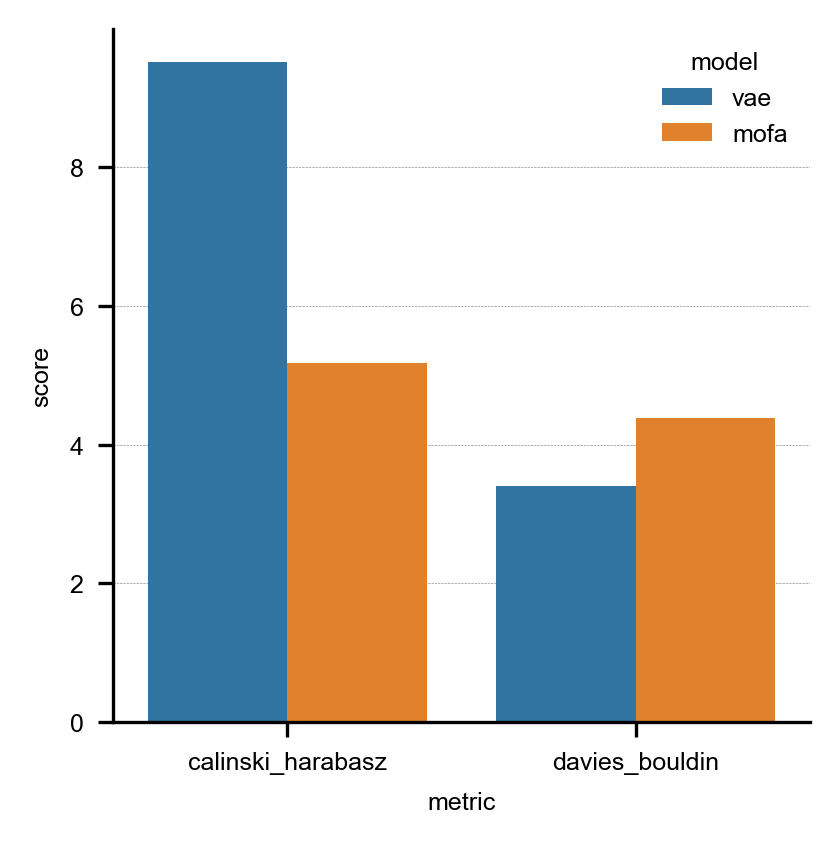 model
vae
mofa
8
6
4
2
0
score
calinski_harabasz
davies_bouldin
metric